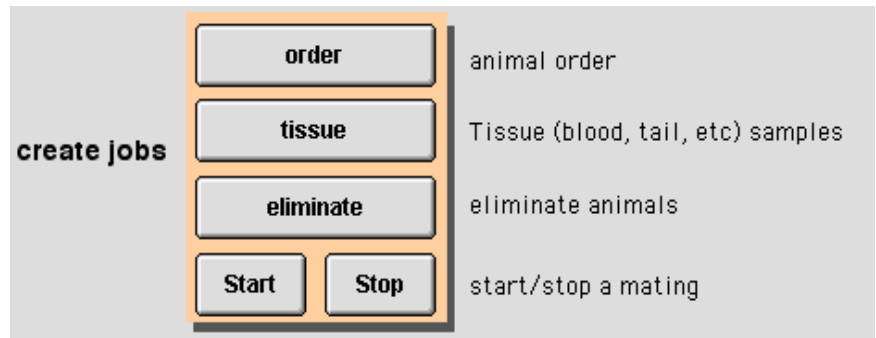 order animal order
tissue Tissue (blood, tail, etc) samples
create jobs
eliminate eliminate animals
Start Stop start/stop a mating